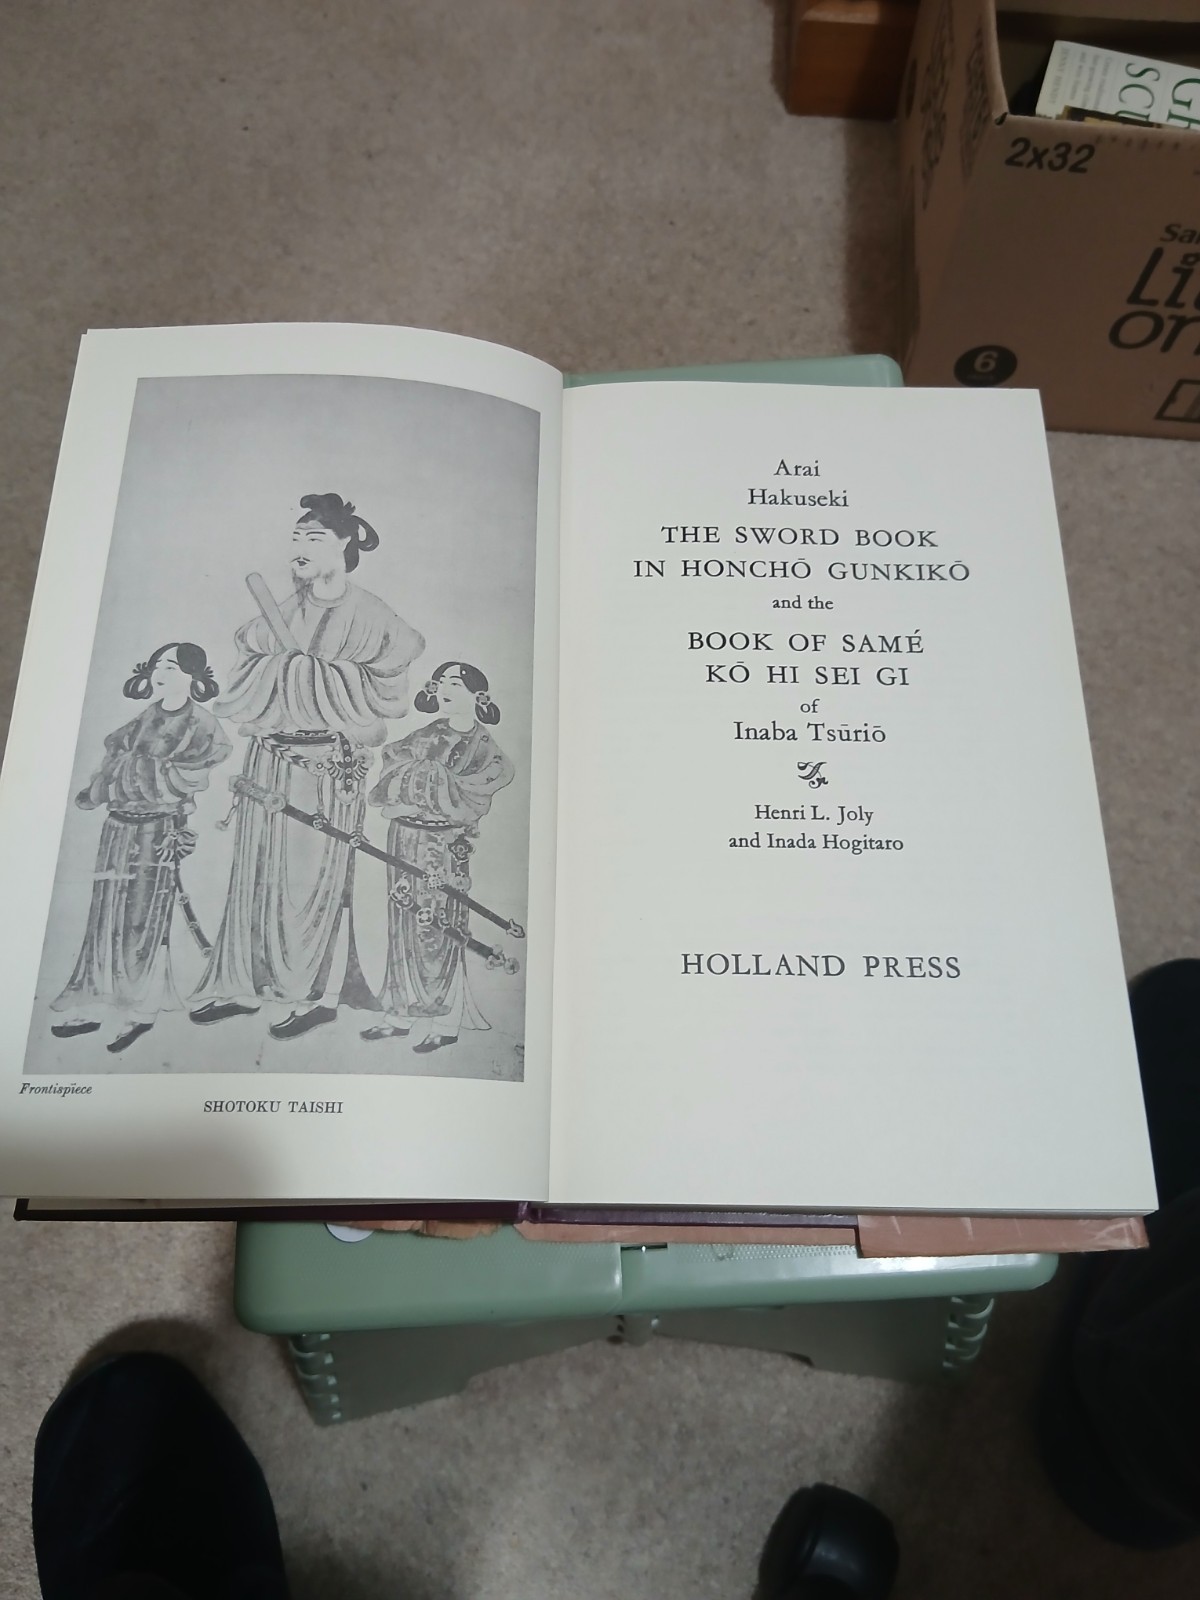 2x32
6
Frontispiece
SHOTOKU TAISHI
Arai
Hakuseki
THE SWORD BOOK
IN HONCHŌ GUNKIKŌ
and the
BOOK OF SAMÉ
KŌ HI SEI GI
of
Inaba Tsūriō
Henri L. Joly
and Inada Hogitaro
HOLLAND PRESS